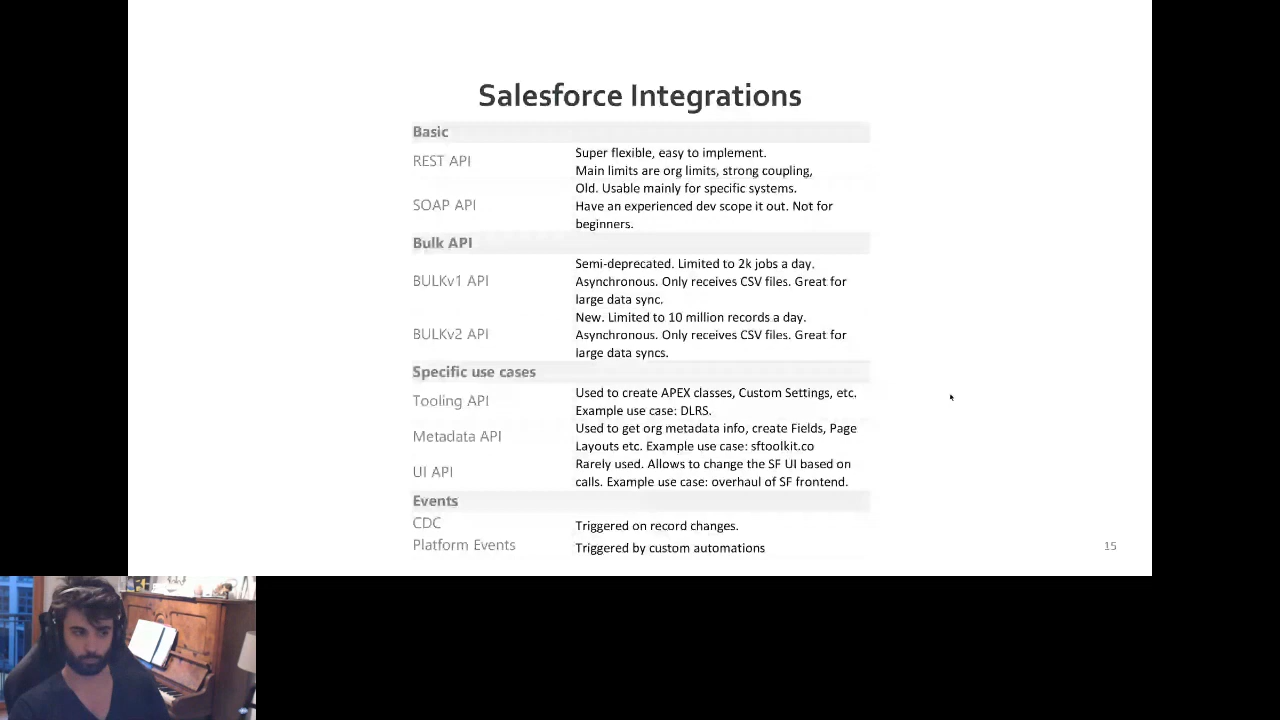 Salesforce Integrations
Basic
REST API
Super flexible, easy to implement.
Main limits are org limits, strong coupling,
SOAP API
Old. Usable mainly for specific systems.
Have an experienced dev scope it out. Not for
beginners.
Bulk API
BULKv1 API
Semi-deprecated. Limited to 2k jobs a day.
Asynchronous. Only receives CSV files. Great for
large data sync.
BULKv2 API
New. Limited to 10 million records a day.
Asynchronous. Only receives CSV files. Great for
large data syncs.
Specific use cases
Tooling API
Used to create APEX classes, Custom Settings, etc.
Example use case: DLRS.
Metadata API
Used to get org metadata info, create Fields, Page
Layouts etc. Example use case: sftoolkit.co
UI API
Rarely used. Allows to change the SF UI based on
calls. Example use case: overhaul of SF frontend.
Events
CDC
Triggered on record changes.
Platform Events
Triggered by custom automations
15